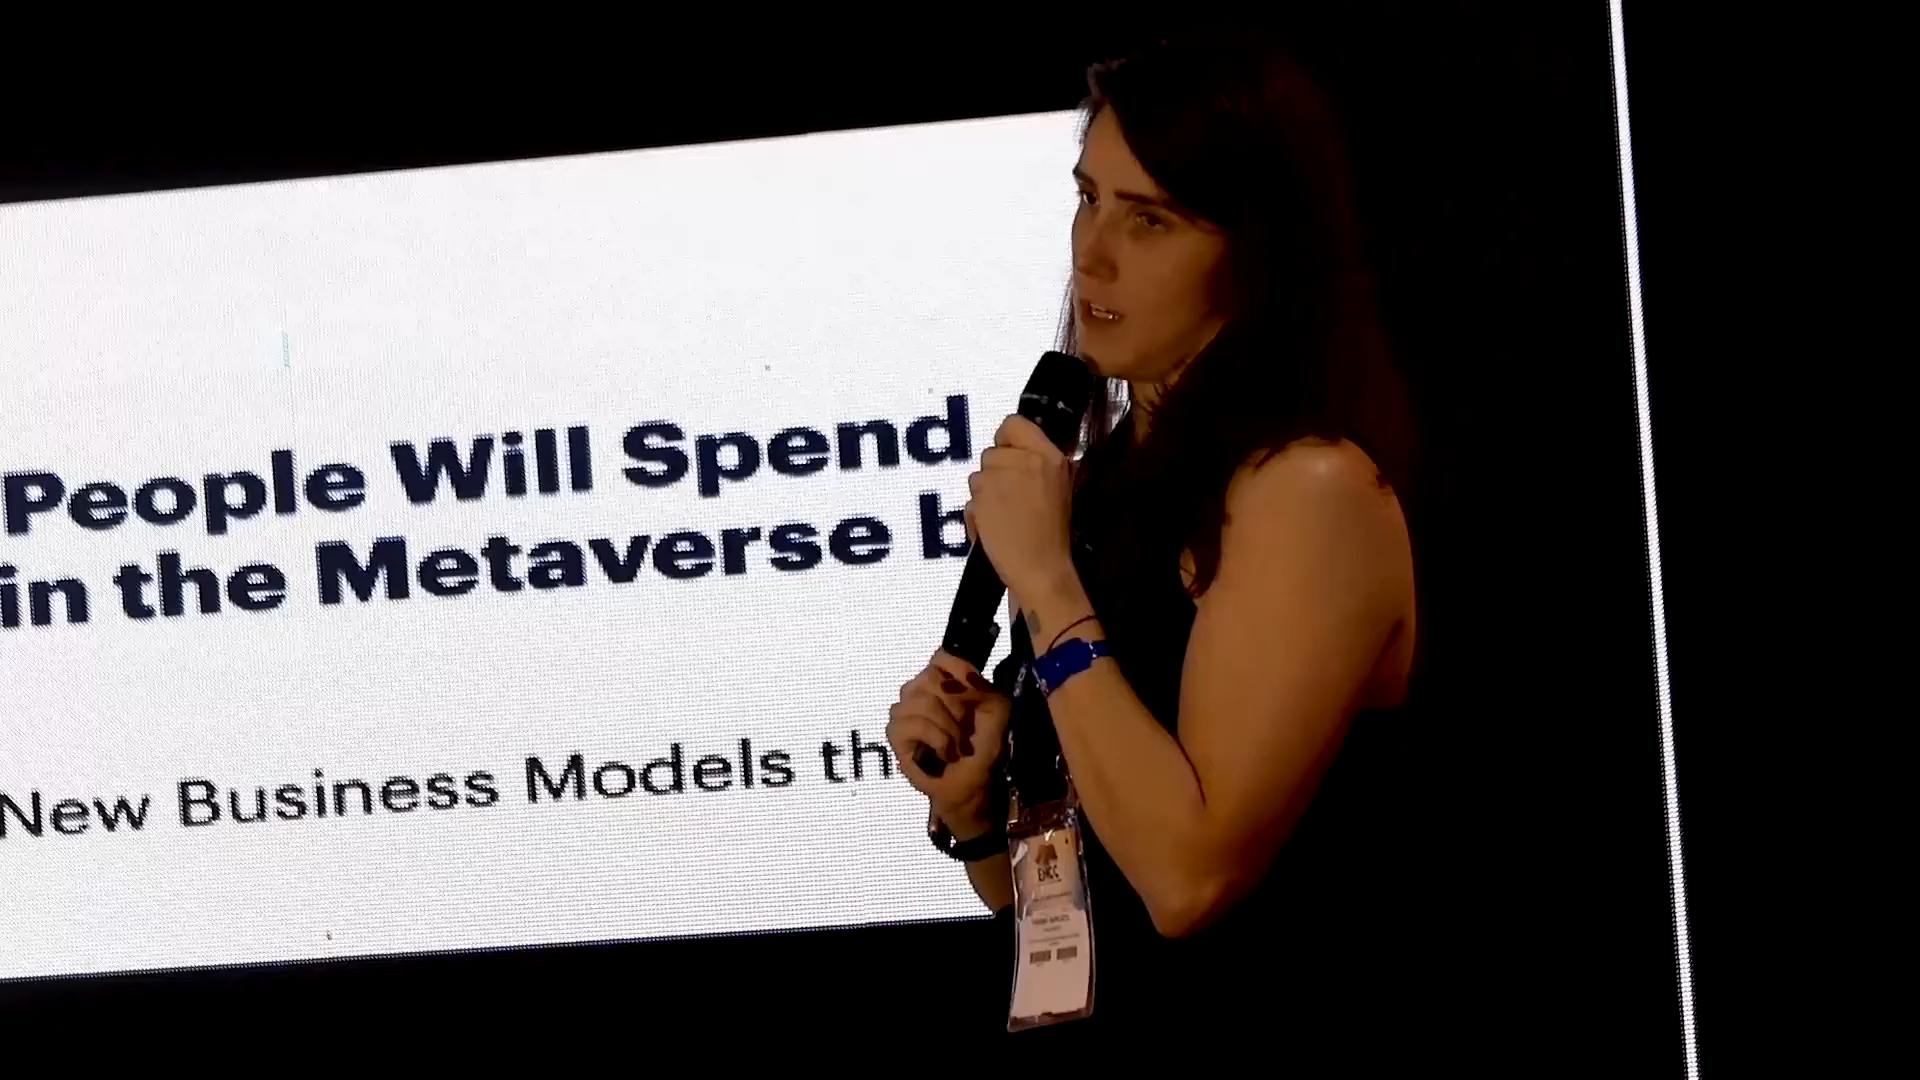 People Will Spend
in the Metaverse b
New Business Models th